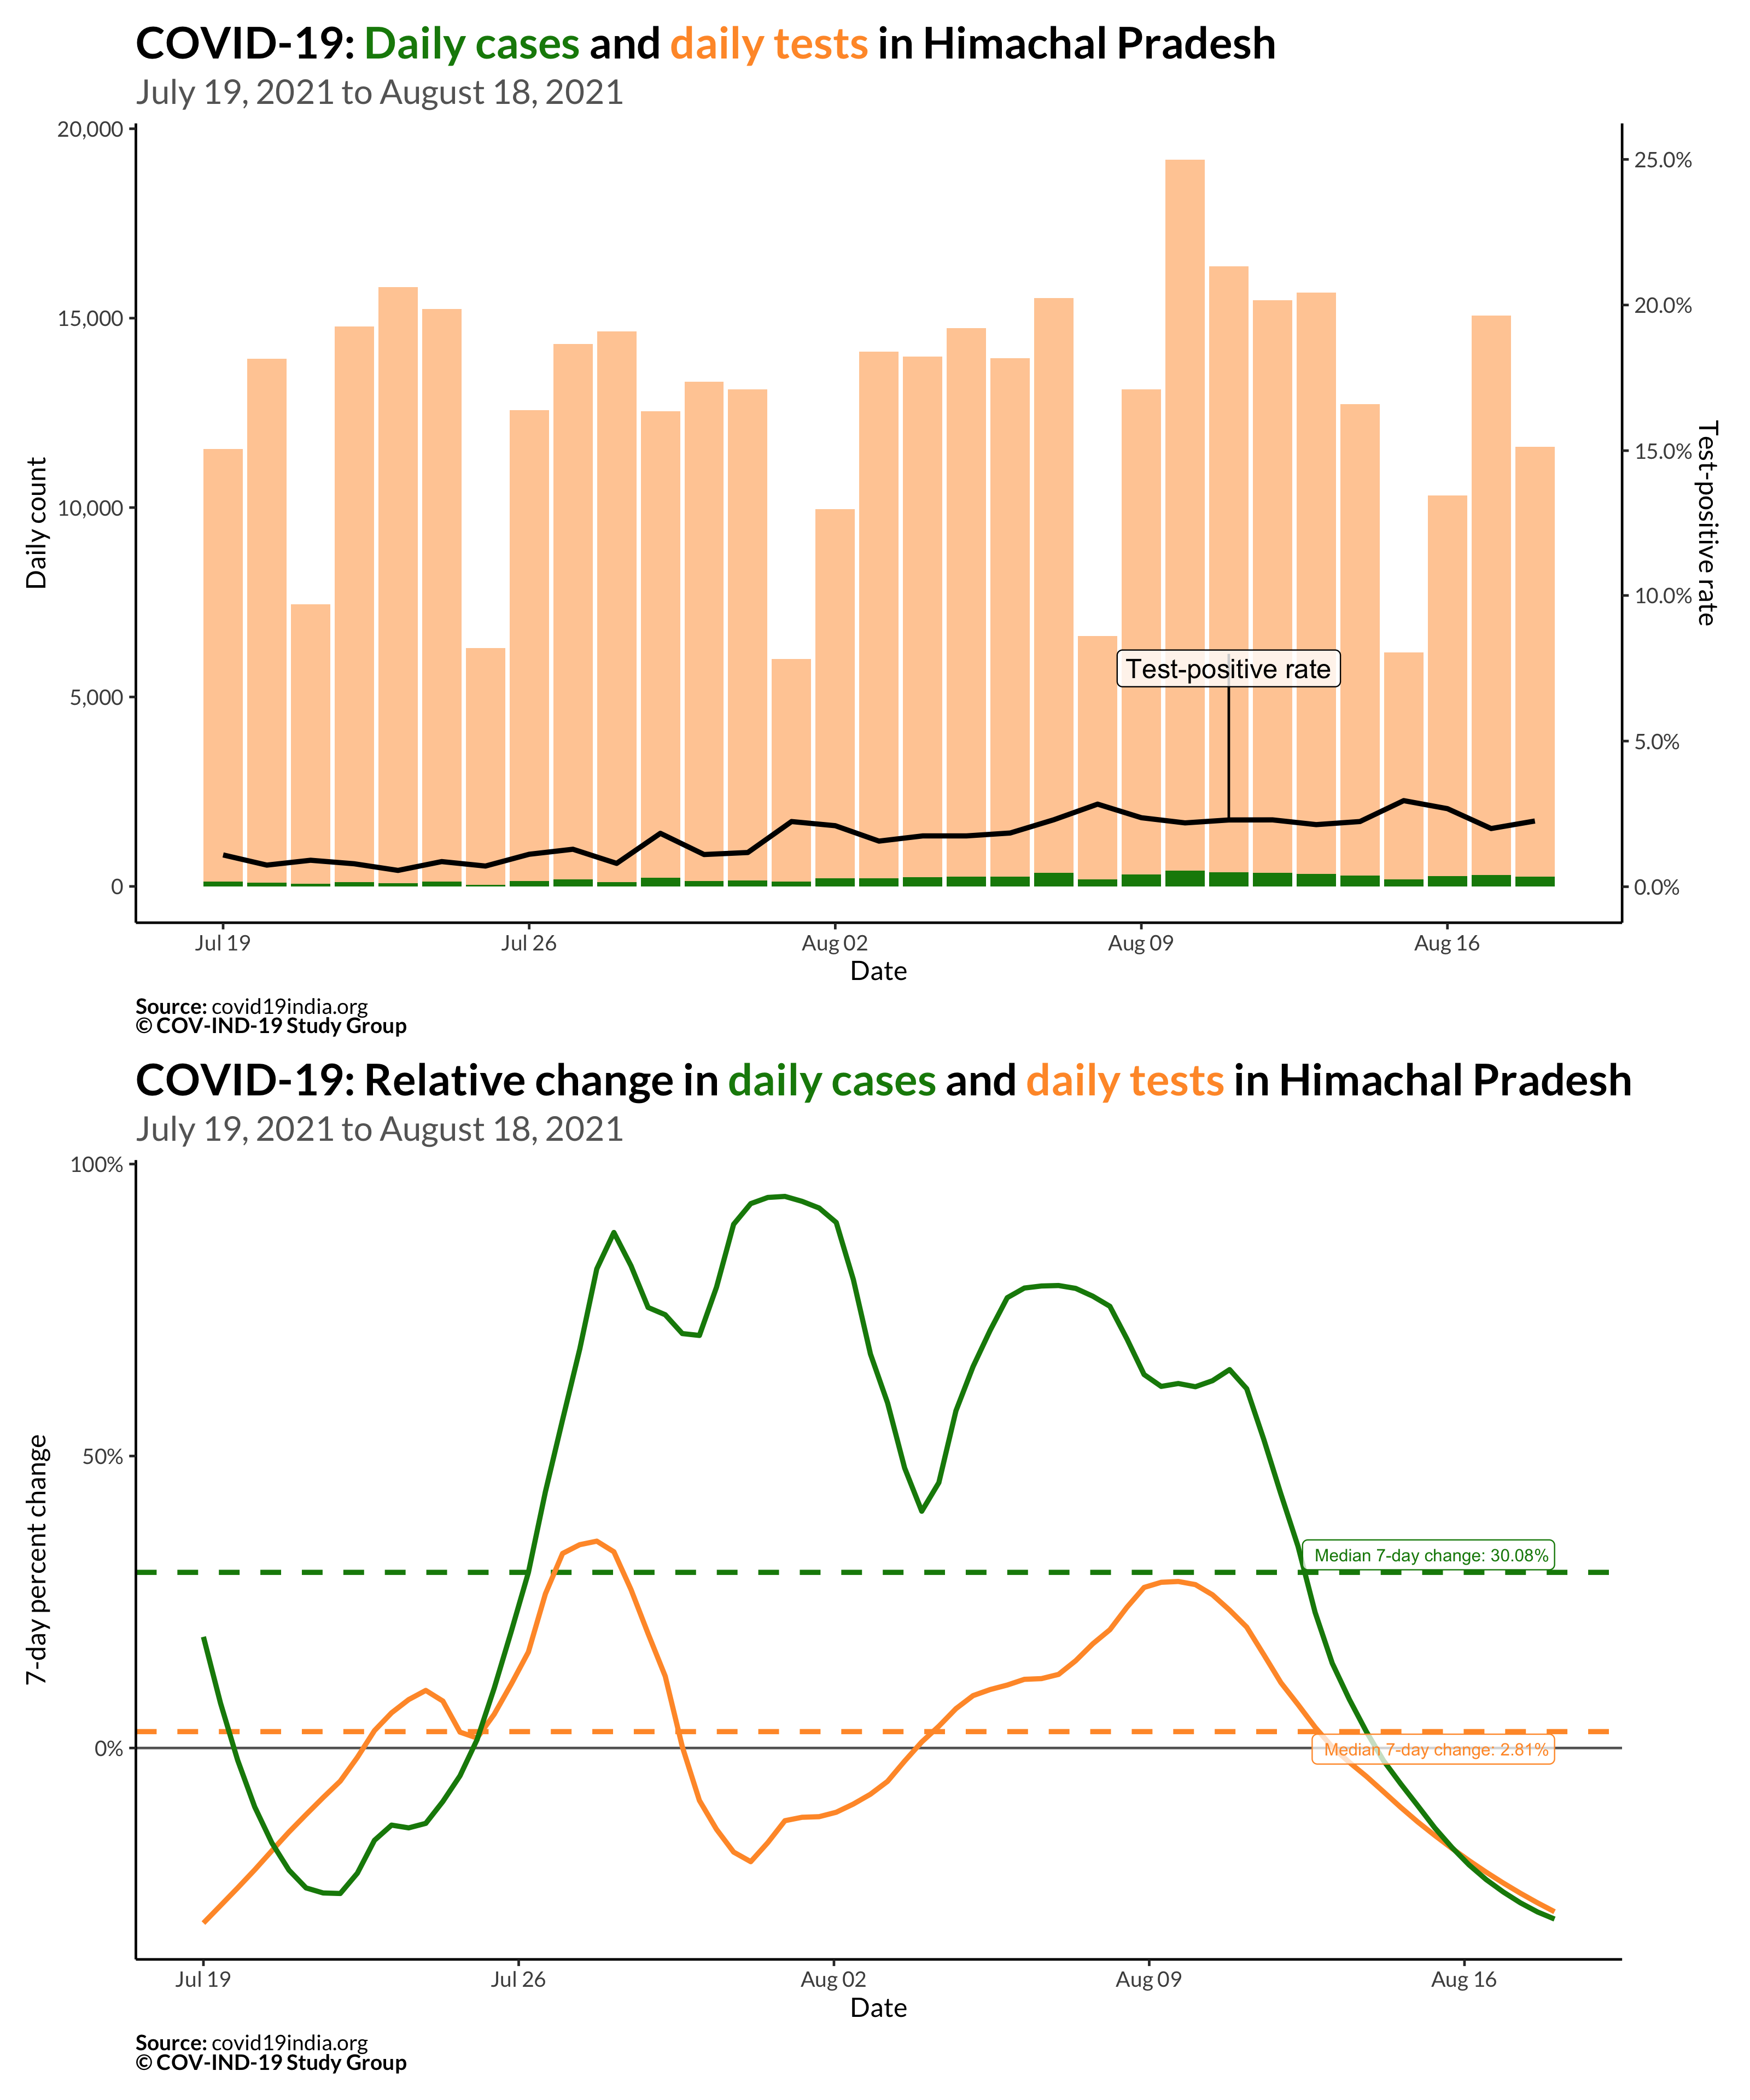 COVID-19: Daily cases and daily tests in Himachal Pradesh
July 19, 2021 to August 18, 2021
20,000
15,000
10,000
5,000
0
Daily count
25.0%
20.0%
15.0%
10.0%
5.0%
0.0%
Test-positive rate
Test-positive rate
Jul 19
Jul 26
Aug 02
Aug 09
Aug 16
Date
Source: covid19india.org
© COV-IND-19 Study Group
COVID-19: Relative change in daily cases and daily tests in Himachal Pradesh
July 19, 2021 to August 18, 2021
100%
50%
0%
7-day percent change
Median 7-day change: 30.08%
Median 7-day change: 2.81%
Jul 19
Jul 26
Aug 02
Aug 09
Aug 16
Date
Source: covid19india.org
© COV-IND-19 Study Group